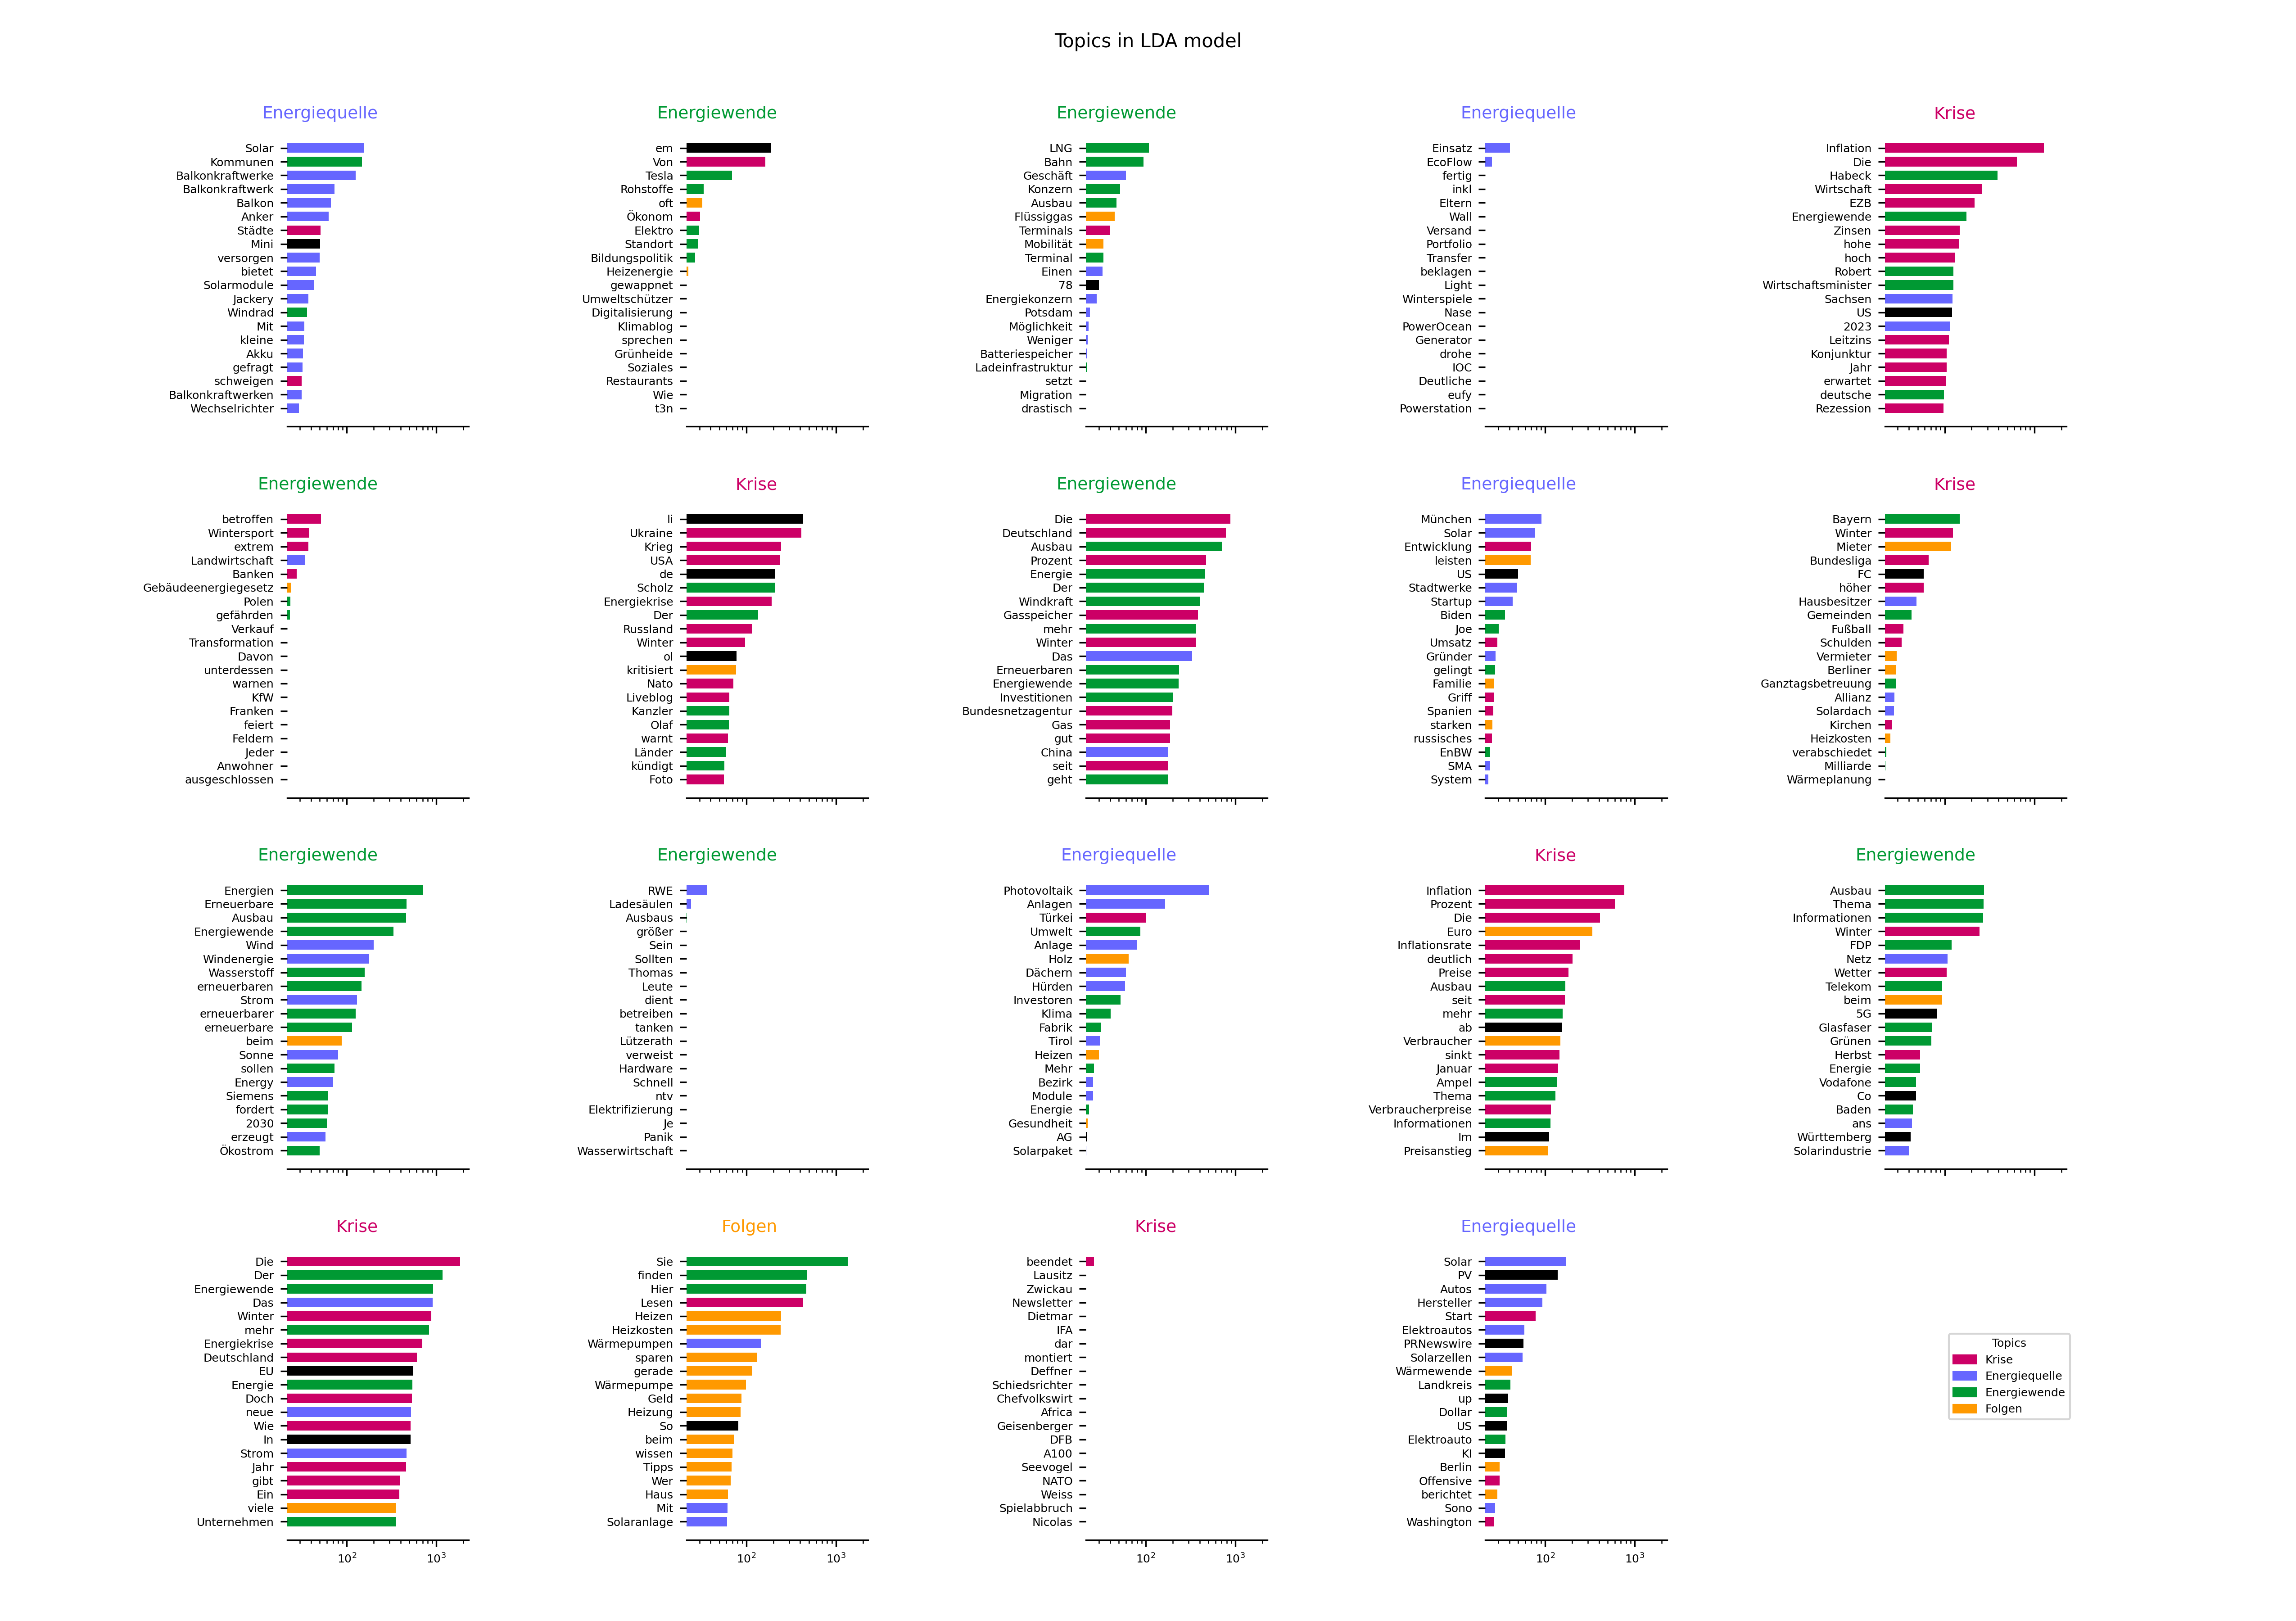 Topics in LDA model
Energiequelle
Solar
Kommunen
Balkonkraftwerke
Balkonkraftwerk
Balkon
Anker
Städte
Mini
versorgen
bietet
Solarmodule
Jackery
Windrad
Mit
kleine
Akku
gefragt
schweigen
Balkonkraftwerken
Wechselrichter
Energiewende
em
Von
Tesla
Rohstoffe
oft
Ökonom
Elektro
Standort
Bildungspolitik
Heizenergie
gewappnet
Umweltschützer
Digitalisierung
Klimablog
sprechen
Grünheide
Soziales
Restaurants
Wie
t3n
Energiewende
LNG
Bahn
Geschäft
Konzern
Ausbau
Flüssiggas
Terminals
Mobilität
Terminal
Einen
78
Energiekonzern
Potsdam
Möglichkeit
Weniger
Batteriespeicher
Ladeinfrastruktur
setzt
Migration
drastisch
Energiequelle
Einsatz
EcoFlow
fertig
inkl
Eltern
Wall
Versand
Portfolio
Transfer
beklagen
Light
Winterspiele
Nase
PowerOcean
Generator
drohe
IOC
Deutliche
eufy
Powerstation
Krise
Inflation
Die
Habeck
Wirtschaft
EZB
Energiewende
Zinsen
hohe
hoch
Robert
Wirtschaftsminister
Sachsen
US
2023
Leitzins
Konjunktur
Jahr
erwartet
deutsche
Rezession
Energiewende
betroffen
Wintersport
extrem
Landwirtschaft
Banken
Gebäudeenergiegesetz
Polen
gefährden
Verkauf
Transformation
Davon
unterdessen
warnen
KfW
Franken
feiert
Feldern
Jeder
Anwohner
ausgeschlossen
Krise
li
Ukraine
Krieg
USA
de
Scholz
Energiekrise
Der
Russland
Winter
ol
kritisiert
Nato
Liveblog
Kanzler
Olaf
warnt
Länder
kündigt
Foto
Energiewende
Die
Deutschland
Ausbau
Prozent
Energie
Der
Windkraft
Gasspeicher
mehr
Winter
Das
Erneuerbaren
Energiewende
Investitionen
Bundesnetzagentur
Gas
gut
China
seit
geht
Energiequelle
München
Solar
Entwicklung
leisten
US
Stadtwerke
Startup
Biden
Joe
Umsatz
Gründer
gelingt
Familie
Griff
Spanien
starken
russisches
EnBW
SMA
System
Krise
Bayern
Winter
Mieter
Bundesliga
FC
höher
Hausbesitzer
Gemeinden
Fußball
Schulden
Vermieter
Berliner
Ganztagsbetreuung
Allianz
Solardach
Kirchen
Heizkosten
verabschiedet
Milliarde
Wärmeplanung
Energiewende
Energien
Erneuerbare
Ausbau
Energiewende
Wind
Windenergie
Wasserstoff
erneuerbaren
Strom
erneuerbarer
erneuerbare
beim
Sonne
sollen
Energy
Siemens
fordert
2030
erzeugt
Ökostrom
Energiewende
RWE
Ladesäulen
Ausbaus
größer
Sein
Sollten
Thomas
Leute
dient
betreiben
tanken
Lützerath
verweist
Hardware
Schnell
ntv
Elektrifizierung
Je
Panik
Wasserwirtschaft
Energiequelle
Photovoltaik
Anlagen
Türkei
Umwelt
Anlage
Holz
Dächern
Hürden
Investoren
Klima
Fabrik
Tirol
Heizen
Mehr
Bezirk
Module
Energie
Gesundheit
AG
Solarpaket
Krise
Inflation
Prozent
Die
Euro
Inflationsrate
deutlich
Preise
Ausbau
seit
mehr
ab
Verbraucher
sinkt
Januar
Ampel
Thema
Verbraucherpreise
Informationen
Im
Preisanstieg
Energiewende
Ausbau
Thema
Informationen
Winter
FDP
Netz
Wetter
Telekom
beim
5G
Glasfaser
Grünen
Herbst
Energie
Vodafone
Co
Baden
ans
Württemberg
Solarindustrie
Krise
Die
Der
Energiewende
Das
Winter
mehr
Energiekrise
Deutschland
EU
Energie
Doch
neue
Wie
In
Strom
Jahr
gibt
Ein
viele
Unternehmen
10² 10³
Folgen
Sie
finden
Hier
Lesen
Heizen
Heizkosten
Wärmepumpen
sparen
gerade
Wärmepumpe
Geld
Heizung
So
beim
wissen
Tipps
Wer
Haus
Mit
Solaranlage
10² 10³
Krise
beendet
Lausitz
Zwickau
Newsletter
Dietmar
IFA
dar
montiert
Deffner
Schiedsrichter
Chefvolkswirt
Africa
Geisenberger
DFB
A100
Seevogel
NATO
Weiss
Spielabbruch
Nicolas
10² 10³
Energiequelle
Solar
PV
Autos
Hersteller
Start
Elektroautos
PRNewswire
Solarzellen
Wärmewende
Landkreis
up
Dollar
US
Elektroauto
KI
Berlin
Offensive
berichtet
Sono
Washington
10² 10³
Topics
Krise
Energiequelle
Energiewende
Folgen